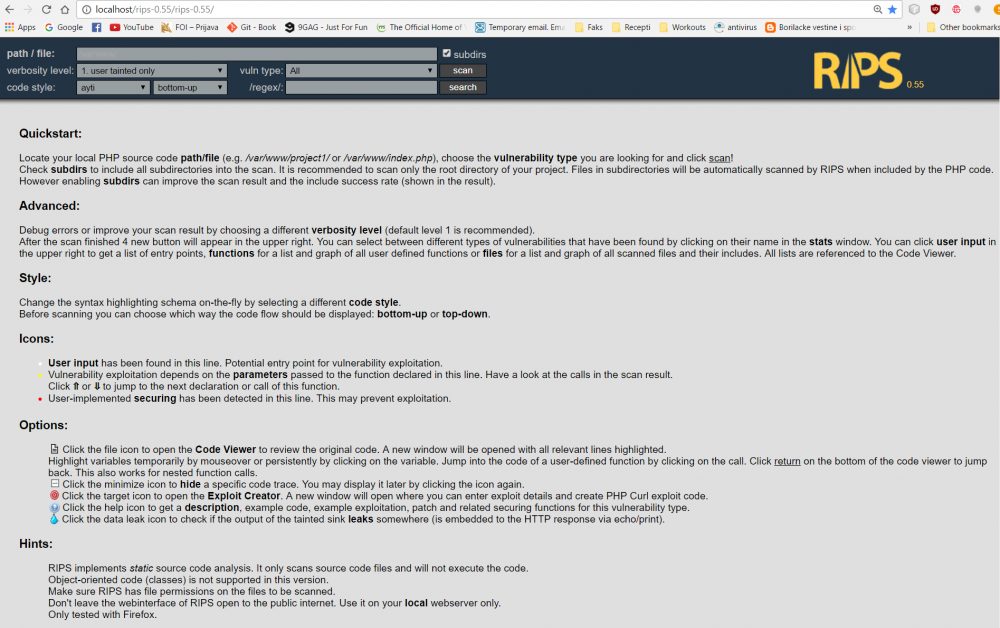 localhost/rips-0.55/rips-0.55/
Apps Google YouTube FOI – Prijava Git - Book 9GAG - Just For Fun The Official Home of Temporary email. Ema Faks Recepti Workouts antivirus Borilacke vestine i spo » Other bookmarks
path / file: subdirs
verbosity level: 1. user tainted only vuln type: All scan
code style: ayti bottom-up /regex/: search
RIPS 0.55
Quickstart:
Locate your local PHP source code path/file (e.g. /var/www/project1/ or /var/www/index.php), choose the vulnerability type you are looking for and click scan!
Check subdirs to include all subdirectories into the scan. It is recommended to scan only the root directory of your project. Files in subdirectories will be automatically scanned by RIPS when included by the PHP code.
However enabling subdirs can improve the scan result and the include success rate (shown in the result).
Advanced:
Debug errors or improve your scan result by choosing a different verbosity level (default level 1 is recommended).
After the scan finished 4 new button will appear in the upper right. You can select between different types of vulnerabilities that have been found by clicking on their name in the stats window. You can click user input in
the upper right to get a list of entry points, functions for a list and graph of all user defined functions or files for a list and graph of all scanned files and their includes. All lists are referenced to the Code Viewer.
Style:
Change the syntax highlighting schema on-the-fly by selecting a different code style.
Before scanning you can choose which way the code flow should be displayed: bottom-up or top-down.
Icons:
User input has been found in this line. Potential entry point for vulnerability exploitation.
Vulnerability exploitation depends on the parameters passed to the function declared in this line. Have a look at the calls in the scan result.
Click ⇑ or ⇓ to jump to the next declaration or call of this function.
User-implemented securing has been detected in this line. This may prevent exploitation.
Options:
Click the file icon to open the Code Viewer to review the original code. A new window will be opened with all relevant lines highlighted.
Highlight variables temporarily by mouseover or persistently by clicking on the variable. Jump into the code of a user-defined function by clicking on the call. Click return on the bottom of the code viewer to jump
back. This also works for nested function calls.
Click the minimize icon to hide a specific code trace. You may display it later by clicking the icon again.
Click the target icon to open the Exploit Creator. A new window will open where you can enter exploit details and create PHP Curl exploit code.
Click the help icon to get a description, example code, example exploitation, patch and related securing functions for this vulnerability type.
Click the data leak icon to check if the output of the tainted sink leaks somewhere (is embedded to the HTTP response via echo/print).
Hints:
RIPS implements static source code analysis. It only scans source code files and will not execute the code.
Object-oriented code (classes) is not supported in this version.
Make sure RIPS has file permissions on the files to be scanned.
Don't leave the webinterface of RIPS open to the public internet. Use it on your local webserver only.
Only tested with Firefox.